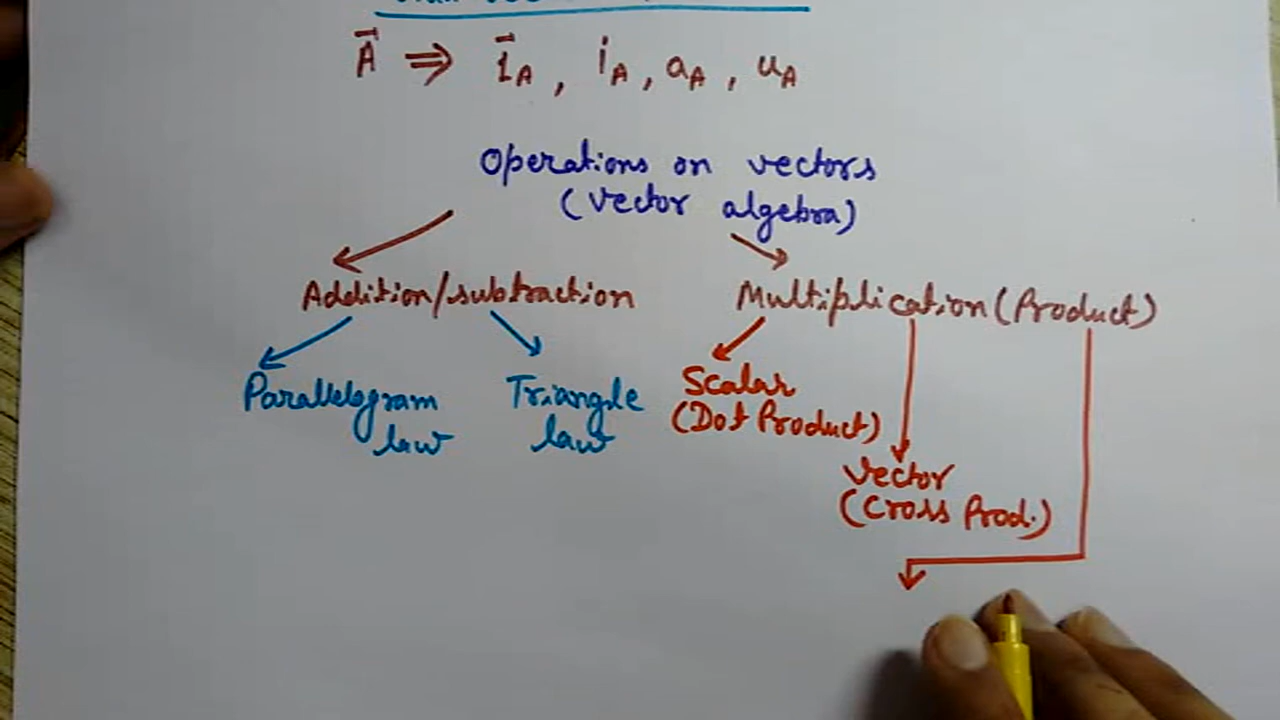 A⃗ ⇒ 1⃗A, iA, aA, uA
Operations on vectors
(vector algebra)
Addition/subtraction
Multiplication (Product)
Parallelogram
law
Triangle
law
Scalar
(Dot Product)
Vector
(Cross Prod.)